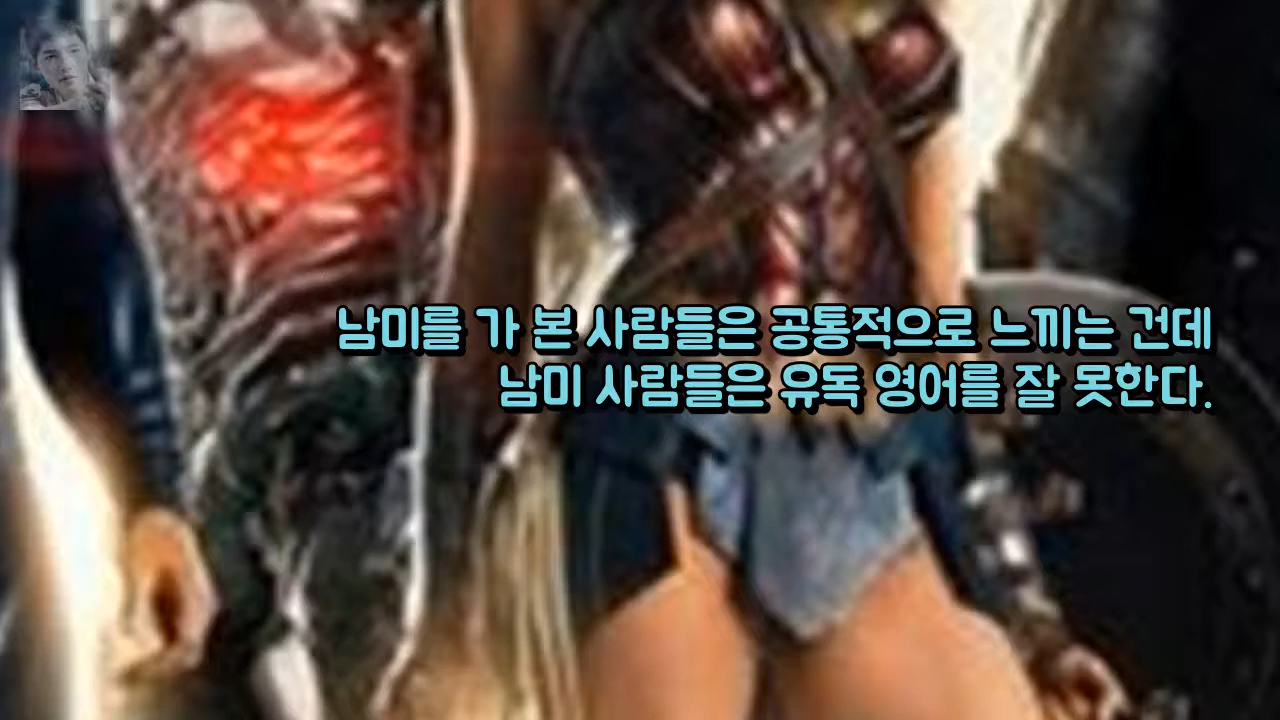 남미를 가 본 사람들은 공통적으로 느끼는 건데
남미 사람들은 유독 영어를 잘 못한다.